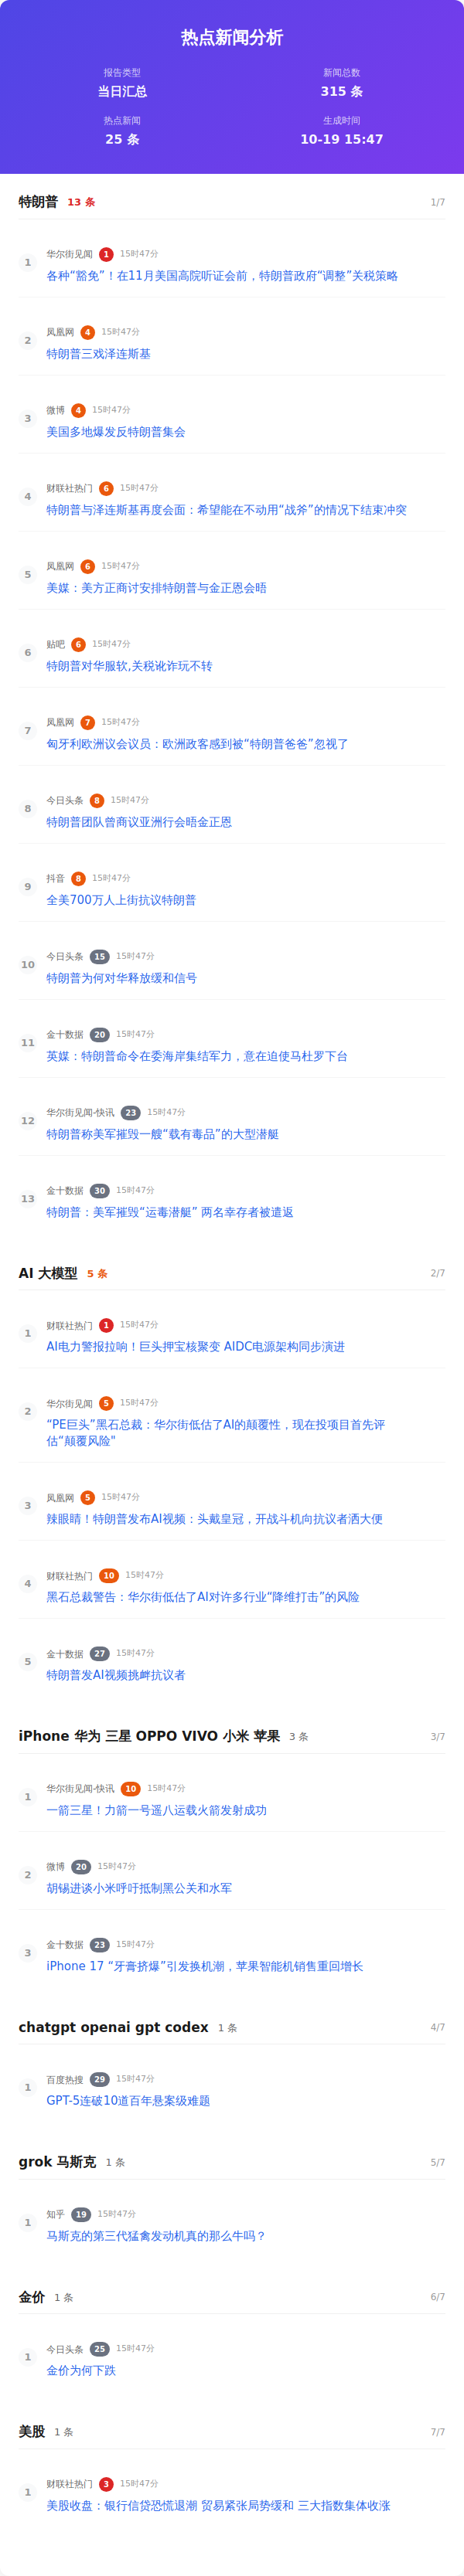 热点新闻分析
报告类型
当日汇总
新闻总数
315 条
热点新闻
25 条
生成时间
10-19 15:47
特朗普 13 条 1/7
1
华尔街见闻 1 15时47分
各种“豁免”！在11月美国高院听证会前，特朗普政府“调整”关税策略
2
凤凰网 4 15时47分
特朗普三戏泽连斯基
3
微博 4 15时47分
美国多地爆发反特朗普集会
4
财联社热门 6 15时47分
特朗普与泽连斯基再度会面：希望能在不动用“战斧”的情况下结束冲突
5
凤凰网 6 15时47分
美媒：美方正商讨安排特朗普与金正恩会晤
6
贴吧 6 15时47分
特朗普对华服软,关税讹诈玩不转
7
凤凰网 7 15时47分
匈牙利欧洲议会议员：欧洲政客感到被“特朗普爸爸”忽视了
8
今日头条 8 15时47分
特朗普团队曾商议亚洲行会晤金正恩
9
抖音 8 15时47分
全美700万人上街抗议特朗普
10
今日头条 15 15时47分
特朗普为何对华释放缓和信号
11
金十数据 20 15时47分
英媒：特朗普命令在委海岸集结军力，意在迫使马杜罗下台
12
华尔街见闻-快讯 23 15时47分
特朗普称美军摧毁一艘“载有毒品”的大型潜艇
13
金十数据 30 15时47分
特朗普：美军摧毁“运毒潜艇” 两名幸存者被遣返
AI 大模型 5 条 2/7
1
财联社热门 1 15时47分
AI电力警报拉响！巨头押宝核聚变 AIDC电源架构同步演进
2
华尔街见闻 5 15时47分
“PE巨头”黑石总裁：华尔街低估了AI的颠覆性，现在投项目首先评
估“颠覆风险"
3
凤凰网 5 15时47分
辣眼睛！特朗普发布AI视频：头戴皇冠，开战斗机向抗议者洒大便
4
财联社热门 10 15时47分
黑石总裁警告：华尔街低估了AI对许多行业“降维打击”的风险
5
金十数据 27 15时47分
特朗普发AI视频挑衅抗议者
iPhone 华为 三星 OPPO VIVO 小米 苹果 3 条 3/7
1
华尔街见闻-快讯 10 15时47分
一箭三星！力箭一号遥八运载火箭发射成功
2
微博 20 15时47分
胡锡进谈小米呼吁抵制黑公关和水军
3
金十数据 23 15时47分
iPhone 17 “牙膏挤爆”引发换机潮，苹果智能机销售重回增长
chatgpt openai gpt codex 1 条 4/7
1
百度热搜 29 15时47分
GPT-5连破10道百年悬案级难题
grok 马斯克 1 条 5/7
1
知乎 19 15时47分
马斯克的第三代猛禽发动机真的那么牛吗？
金价 1 条 6/7
1
今日头条 25 15时47分
金价为何下跌
美股 1 条 7/7
1
财联社热门 3 15时47分
美股收盘：银行信贷恐慌退潮 贸易紧张局势缓和 三大指数集体收涨